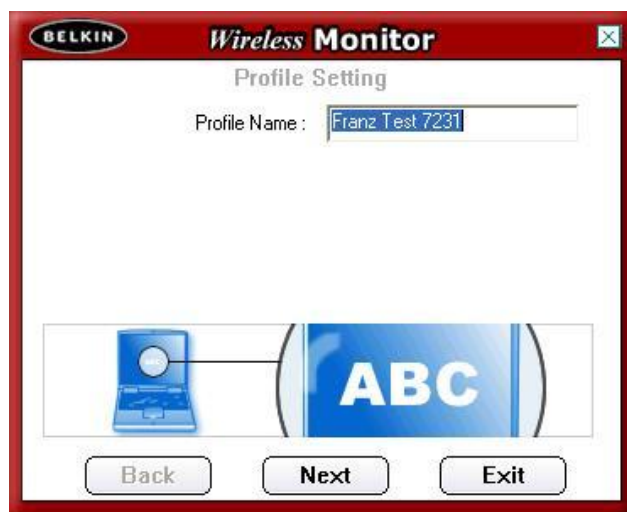 BELKIN Wireless Monitor
Profile Setting
Profile Name : Franz Test 7231
ABC
Back Next Exit